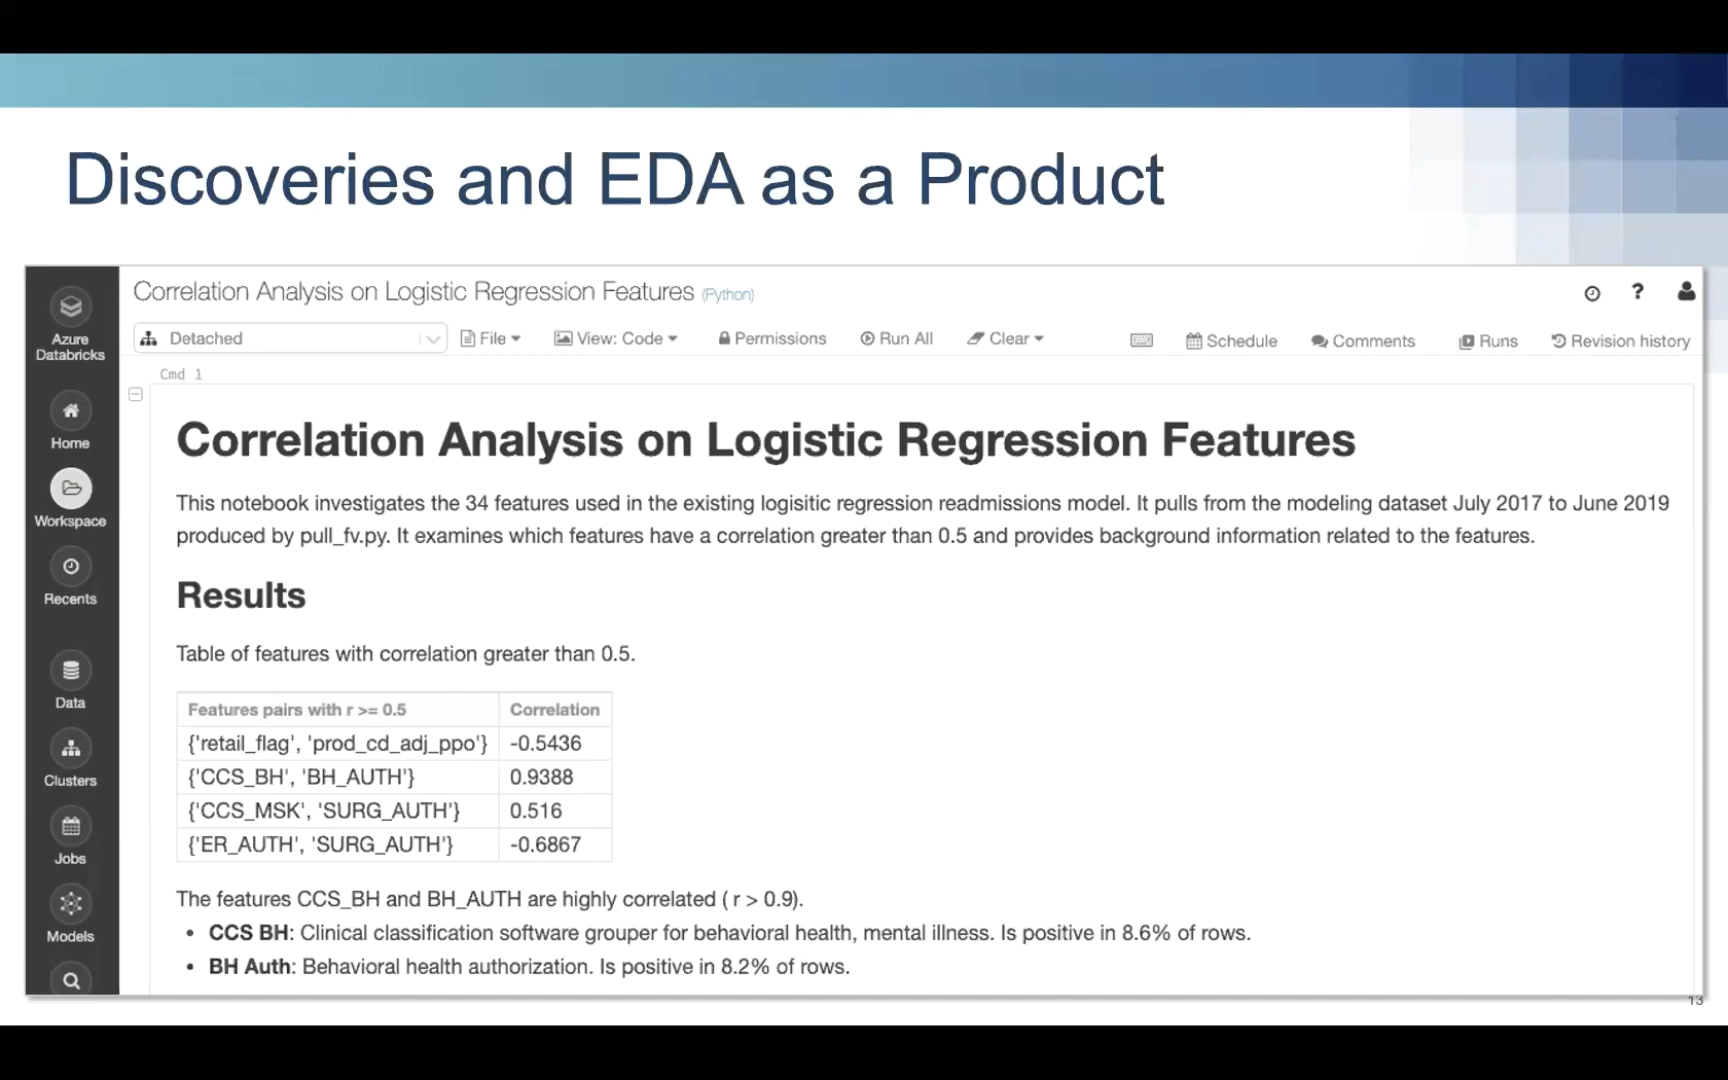 Discoveries and EDA as a Product
Correlation Analysis on Logistic Regression Features (Python)
Detached
File
View: Code
Permissions
Run All
Clear
Schedule
Comments
Runs
Revision history
Azure
Databricks
Home
Workspace
Recents
Data
Clusters
Jobs
Models
Cmd 1
Correlation Analysis on Logistic Regression Features
This notebook investigates the 34 features used in the existing logisitic regression readmissions model. It pulls from the modeling dataset July 2017 to June 2019
produced by pull_fv.py. It examines which features have a correlation greater than 0.5 and provides background information related to the features.
Results
Table of features with correlation greater than 0.5.
Features pairs with r >= 0.5 Correlation
{'retail_flag', 'prod_cd_adj_ppo'} -0.5436
{'CCS_BH', 'BH_AUTH'} 0.9388
{'CCS_MSK', 'SURG_AUTH'} 0.516
{'ER_AUTH', 'SURG_AUTH'} -0.6867
The features CCS_BH and BH_AUTH are highly correlated ( r > 0.9).
• CCS BH: Clinical classification software grouper for behavioral health, mental illness. Is positive in 8.6% of rows.
• BH Auth: Behavioral health authorization. Is positive in 8.2% of rows.
13